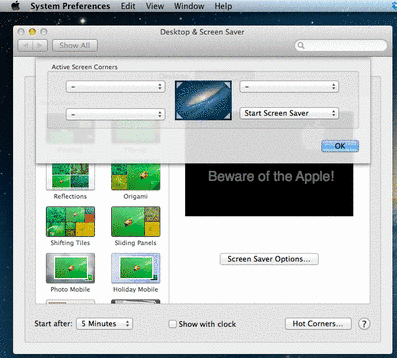 System Preferences Edit View Window Help
Desktop & Screen Saver
Show All
Active Screen Corners
– –
– Start Screen Saver
OK
Beware of the Apple!
Reflections Origami
Shifting Tiles Sliding Panels
Photo Mobile Holiday Mobile
Screen Saver Options...
Start after: 5 Minutes Show with clock Hot Corners... ?